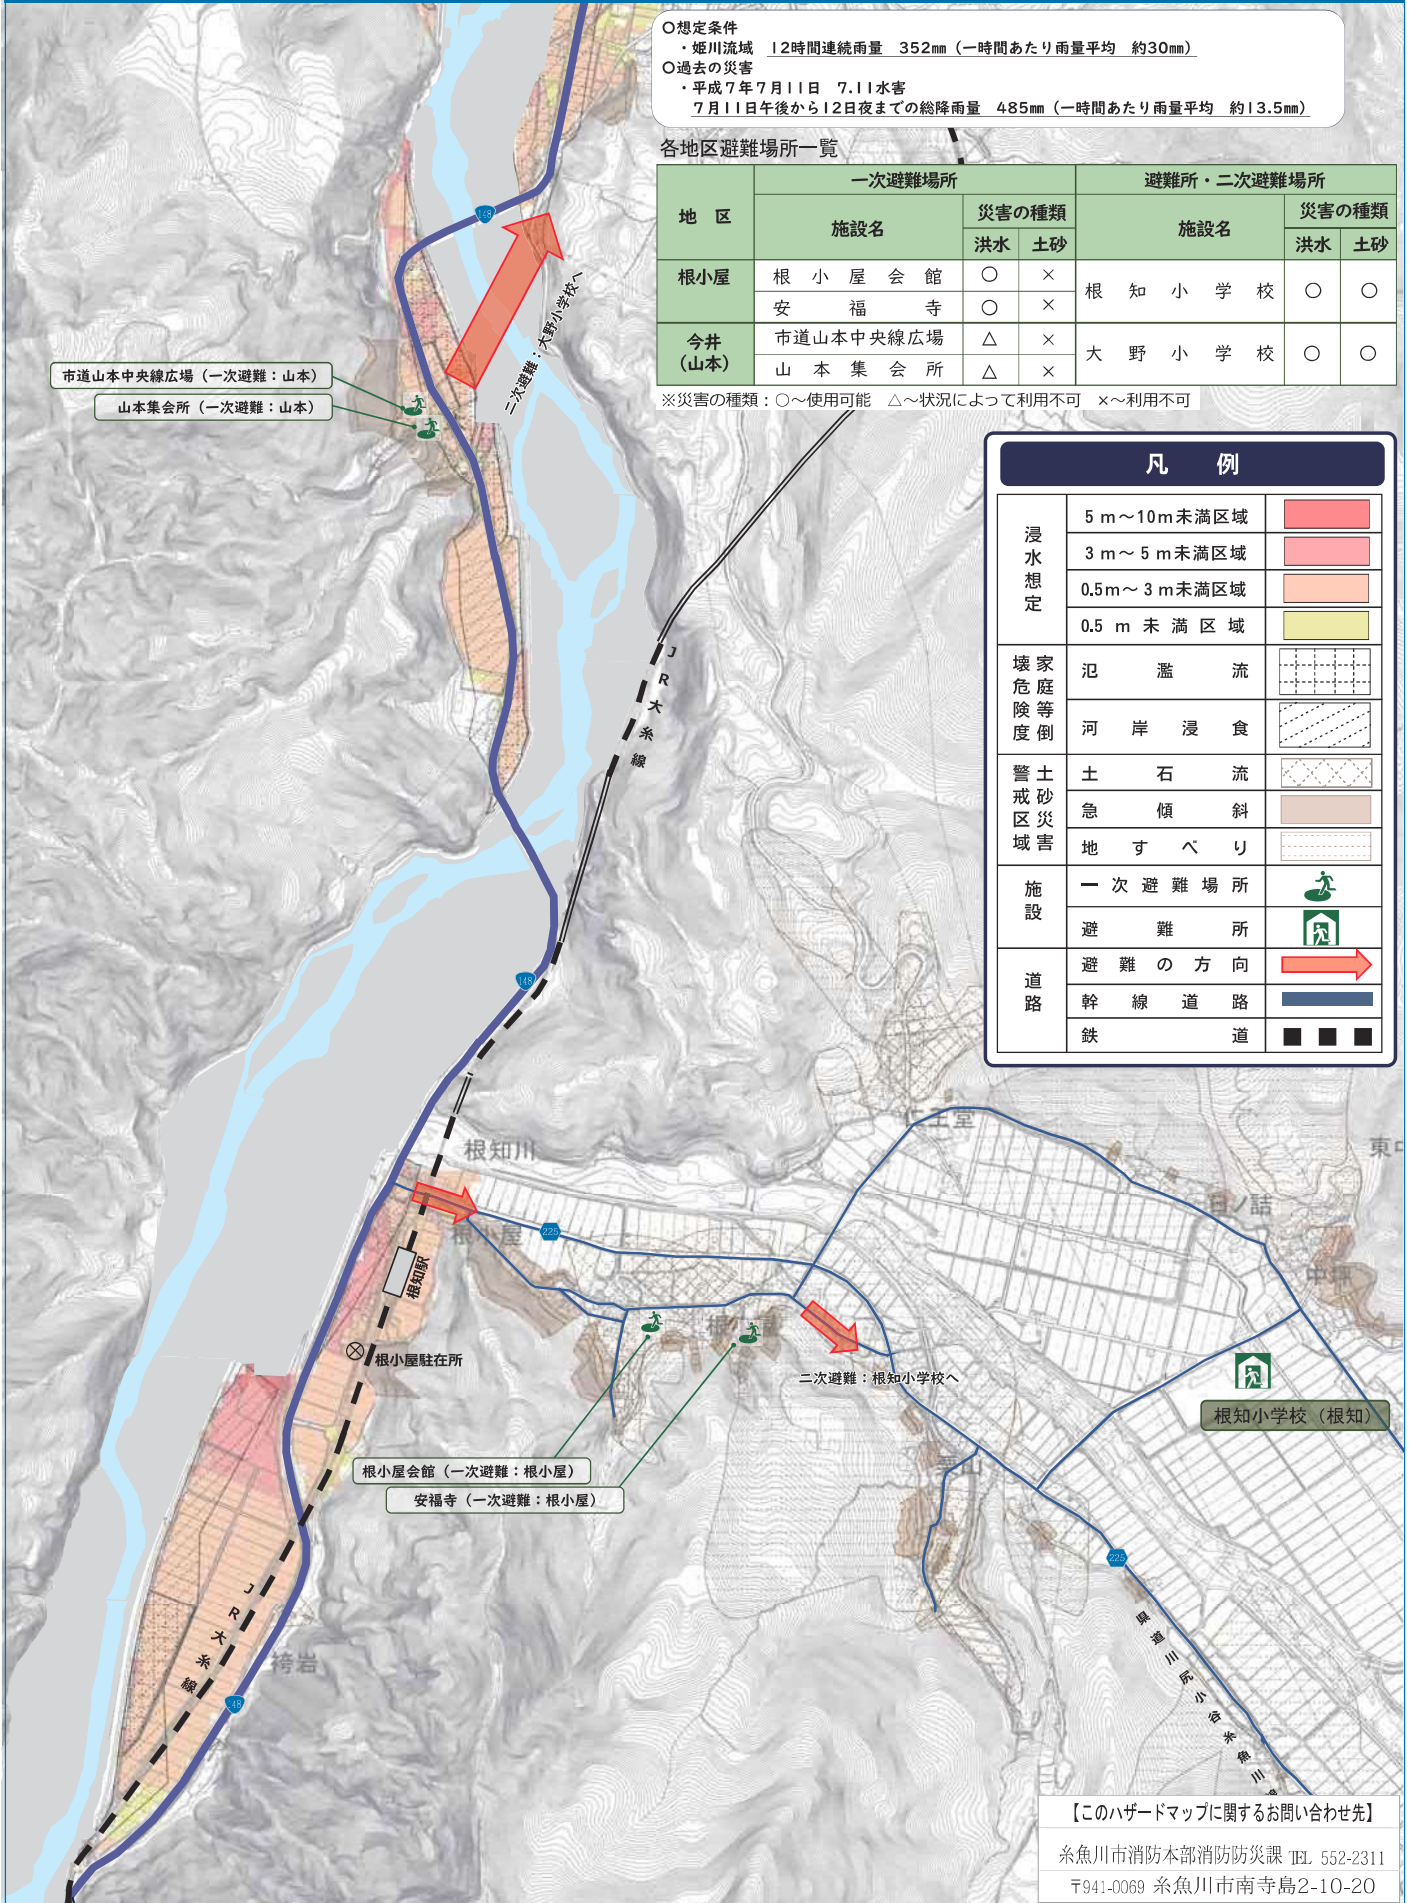 ○想定条件
・姫川流域　12時間連続雨量　352㎜（一時間あたり雨量平均　約30㎜）
○過去の災害
・平成7年7月11日　7.11水害
7月11日午後から12日夜までの総降雨量　485㎜（一時間あたり雨量平均　約13.5㎜）
各地区避難場所一覧
地　区　一次避難場所　避難所・二次避難場所
施設名　災害の種類　施設名　災害の種類
洪水　土砂　洪水　土砂
根小屋　根小屋会館　○　×　根知小学校　○　○
安福寺　○　×
今井（山本）　市道山本中央線広場　△　×　大野小学校　○　○
山本集会所　△　×
※災害の種類：○～使用可能　△～状況によって利用不可　×～利用不可
凡　例
浸水想定　5m～10m未満区域
3m～5m未満区域
0.5m～3m未満区域
0.5m未満区域
家庭等倒壊危険度　氾濫流
河岸浸食
土砂災害警戒区域　土石流
急傾斜
地すべり
施設　一次避難場所
避難所
道路　避難の方向
幹線道路
鉄道
148
二次避難：大野小学校へ
市道山本中央線広場（一次避難：山本）
山本集会所（一次避難：山本）
JR大糸線
148
仁王堂
根知川
東中
根小屋
225
根知駅
根小屋駐在所
二次避難：根知小学校へ
根知小学校（根知）
根小屋会館（一次避難：根小屋）
安福寺（一次避難：根小屋）
225
JR大糸線
袴岩
148
県道川尻小谷糸魚川
【このハザードマップに関するお問い合わせ先】
糸魚川市消防本部消防防災課 TEL 552-2311
〒941-0069 糸魚川市南寺島2-10-20